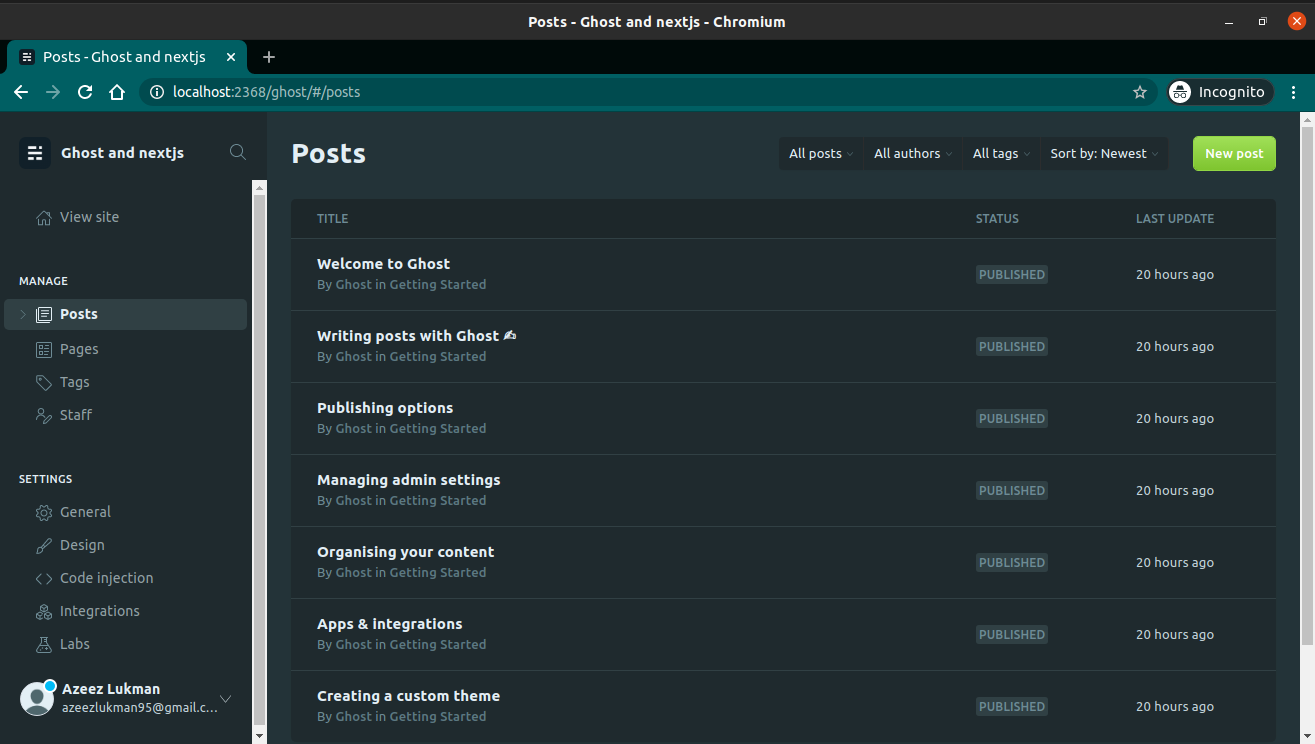 Posts - Ghost and nextjs - Chromium
Posts - Ghost and nextjs
localhost:2368/ghost/#/posts
Incognito
Ghost and nextjs
View site
MANAGE
Posts
Pages
Tags
Staff
SETTINGS
General
Design
Code injection
Integrations
Labs
Azeez Lukman
azeezlukman95@gmail.c...
Posts
All posts All authors All tags Sort by: Newest New post
TITLE STATUS LAST UPDATE
Welcome to Ghost
By Ghost in Getting Started
PUBLISHED 20 hours ago
Writing posts with Ghost ✍
By Ghost in Getting Started
PUBLISHED 20 hours ago
Publishing options
By Ghost in Getting Started
PUBLISHED 20 hours ago
Managing admin settings
By Ghost in Getting Started
PUBLISHED 20 hours ago
Organising your content
By Ghost in Getting Started
PUBLISHED 20 hours ago
Apps & integrations
By Ghost in Getting Started
PUBLISHED 20 hours ago
Creating a custom theme
By Ghost in Getting Started
PUBLISHED 20 hours ago